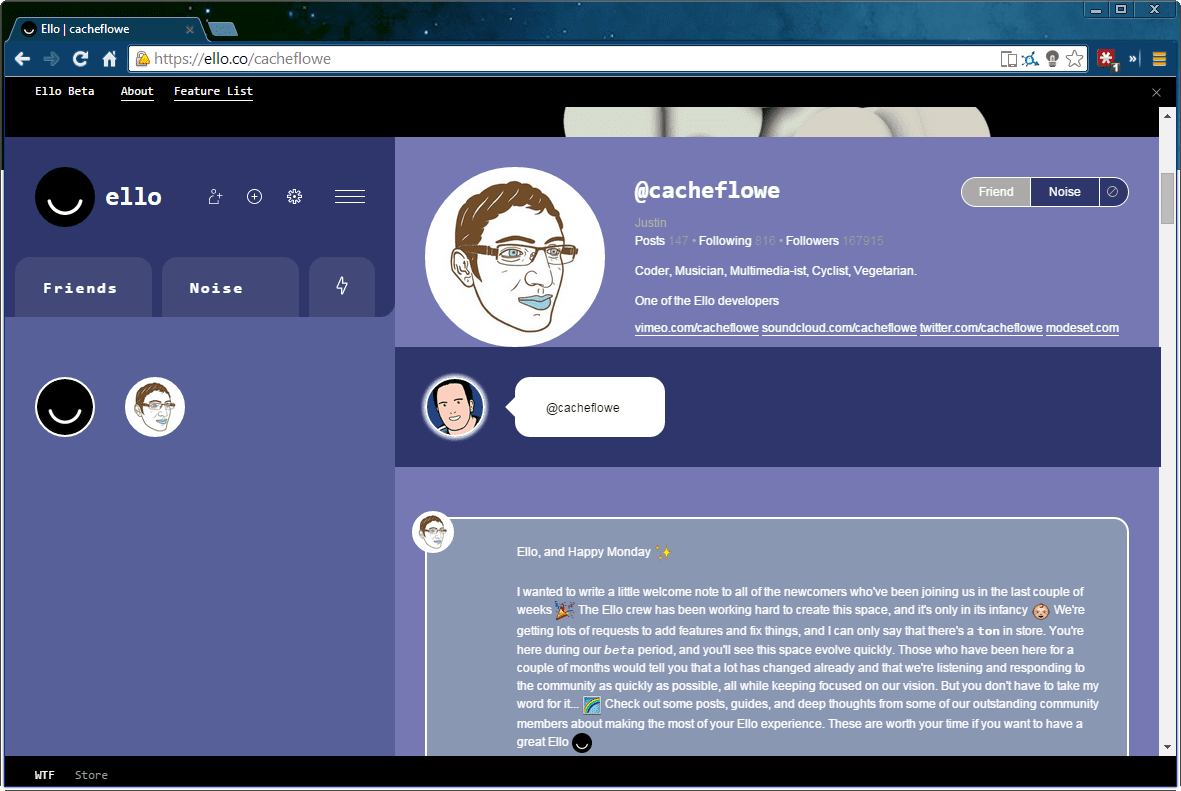 Ello | cacheflowe
https://ello.co/cacheflowe
1
Ello Beta About Feature List
ello
@cacheflowe
Friend Noise
Justin
Posts 147 • Following 816 • Followers 167915
Coder, Musician, Multimedia-ist, Cyclist, Vegetarian.
One of the Ello developers
vimeo.com/cacheflowe soundcloud.com/cacheflowe twitter.com/cacheflowe modeset.com
Friends Noise
@cacheflowe
Ello, and Happy Monday ✨
I wanted to write a little welcome note to all of the newcomers who've been joining us in the last couple of
weeks 🎉 The Ello crew has been working hard to create this space, and it's only in its infancy 👶 We're
getting lots of requests to add features and fix things, and I can only say that there's a ton in store. You're
here during our beta period, and you'll see this space evolve quickly. Those who have been here for a
couple of months would tell you that a lot has changed already and that we're listening and responding to
the community as quickly as possible, all while keeping focused on our vision. But you don't have to take my
word for it... 🌈 Check out some posts, guides, and deep thoughts from some of our outstanding community
members about making the most of your Ello experience. These are worth your time if you want to have a
great Ello
WTF Store